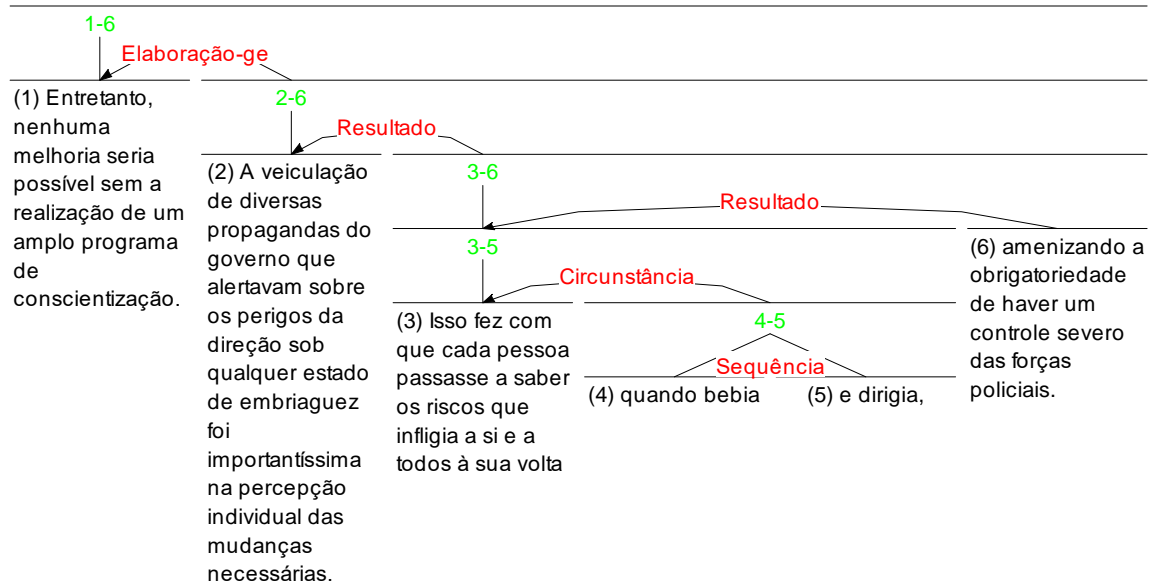 1-6
Elaboração-ge
(1) Entretanto,
nenhuma
melhoria seria
possível sem a
realização de um
amplo programa
de
conscientização.
2-6
Resultado
(2) A veiculação
de diversas
propagandas do
governo que
alertavam sobre
os perigos da
direção sob
qualquer estado
de embriaguez
foi
importantíssima
na percepção
individual das
mudanças
necessárias.
3-6
Resultado
3-5
Circunstância
(3) Isso fez com
que cada pessoa
passasse a saber
os riscos que
infligia a si e a
todos à sua volta
4-5
Sequência
(4) quando bebia
(5) e dirigia,
(6) amenizando a
obrigatoriedade
de haver um
controle severo
das forças
policiais.